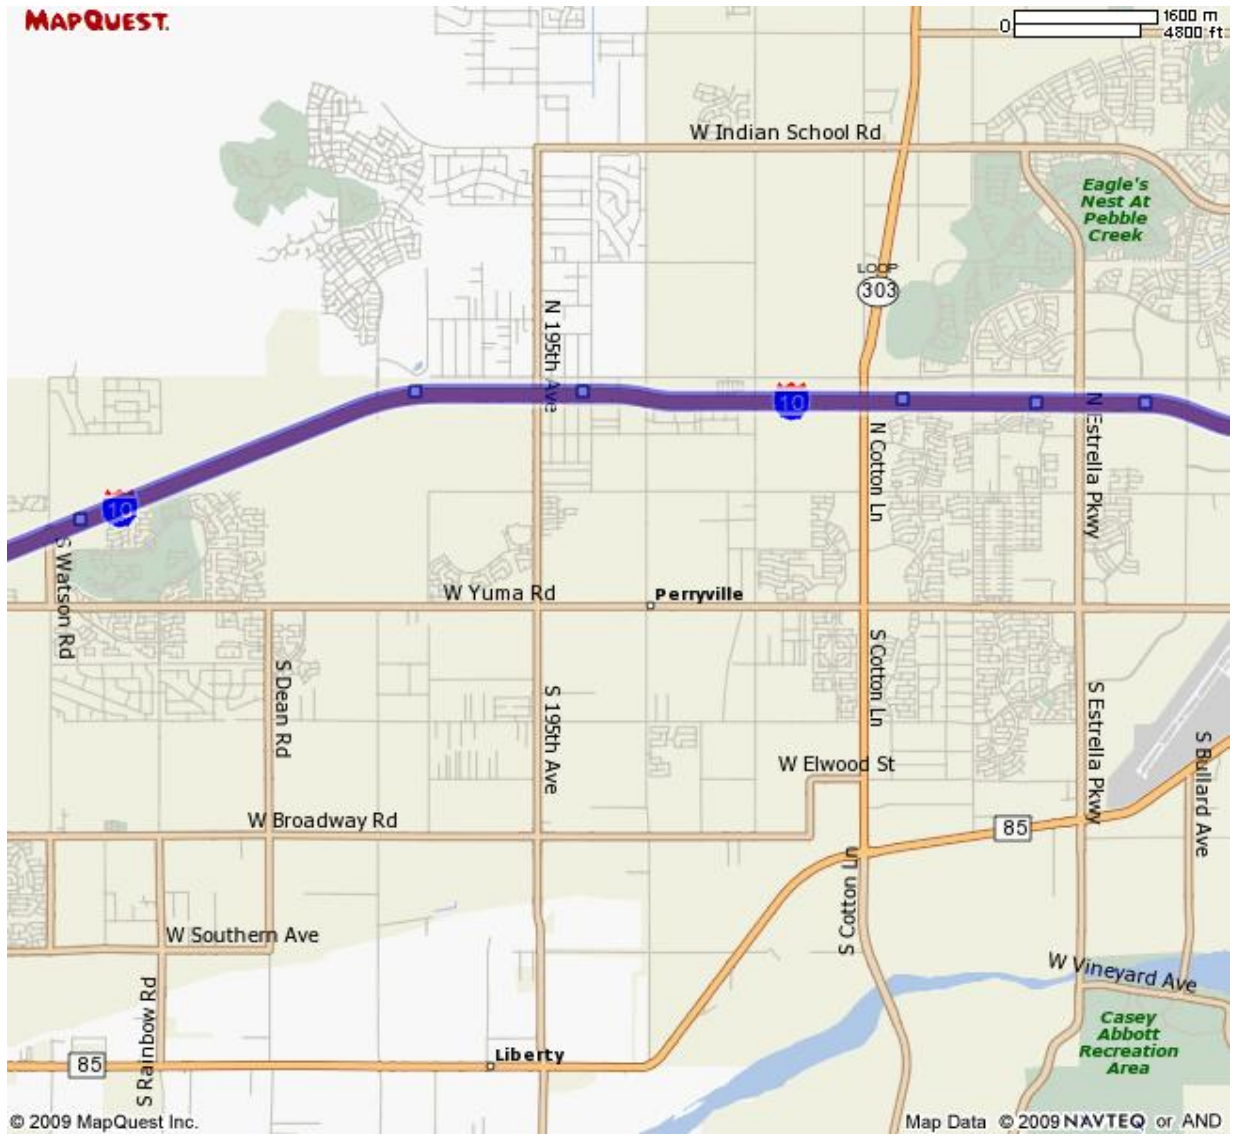 MAPQUEST.
0
1600 m
4800 ft
W Indian School Rd
Eagle's
Nest At
Pebble
Creek
LOOP
303
N 195th Ave
10
N Cotton Ln
N Estrella Pkwy
10
S Watson Rd
W Yuma Rd
Perryville
S Dean Rd
S 195th Ave
S Cotton Ln
S Estrella Pkwy
S Bullard Ave
W Elwood St
W Broadway Rd
85
S Cotton Ln
W Southern Ave
W Vineyard Ave
S Rainbow Rd
Casey
Abbott
Recreation
Area
Liberty
85
© 2009 MapQuest Inc.
Map Data © 2009 NAVTEQ or AND